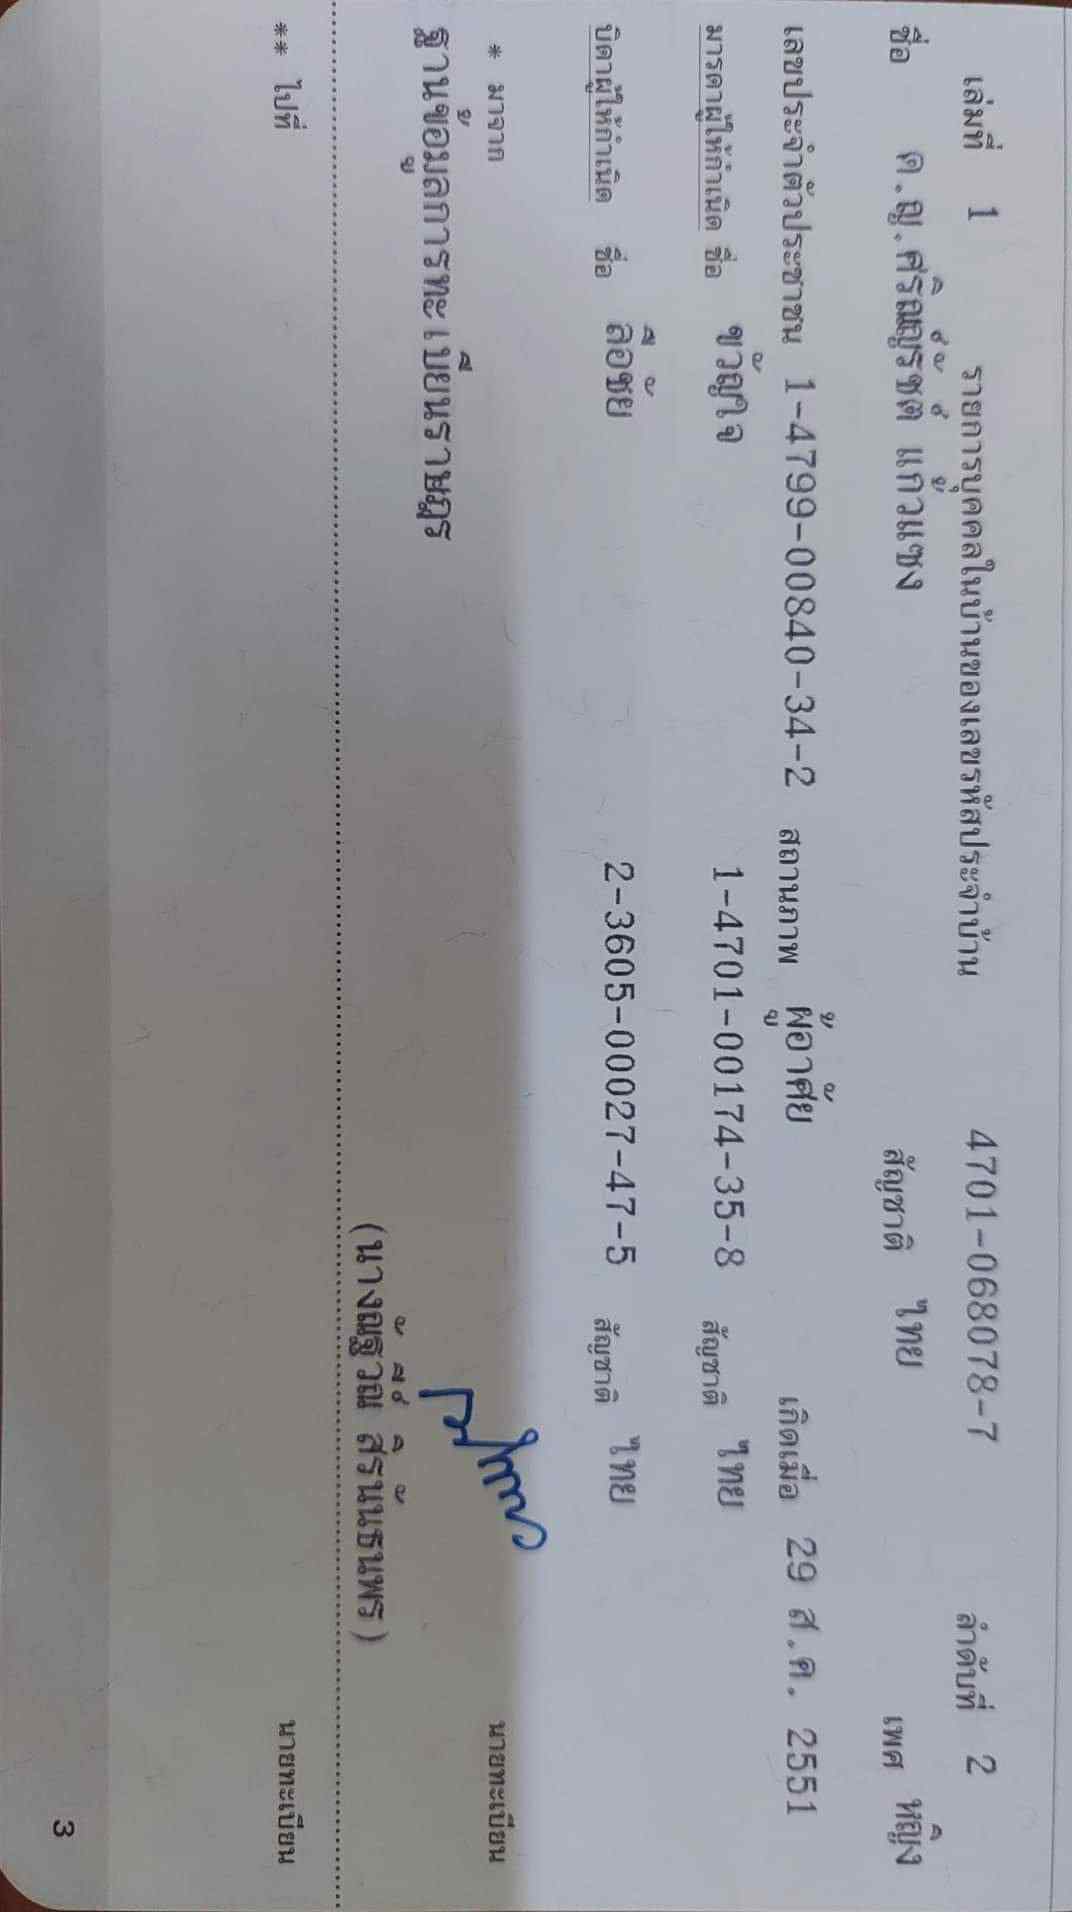 เล่มที่ 1 รายการบุคคลในบ้านของเลขรหัสประจำบ้าน 4701-068078-7 ลำดับที่ 2
ชื่อ ด.ญ.ศริณญ์รัชต์ แก้วแซง สัญชาติ ไทย เพศ หญิง
เลขประจำตัวประชาชน 1-4799-00840-34-2 สถานภาพ ผู้อาศัย เกิดเมื่อ 29 ส.ค. 2551
มารดาผู้ให้กำเนิด ชื่อ ขวัญใจ 1-4701-00174-35-8 สัญชาติ ไทย
บิดาผู้ให้กำเนิด ชื่อ ลือชัย 2-3605-00027-47-5 สัญชาติ ไทย
* มาจาก นายทะเบียน
ฐานข้อมูลการทะเบียนราษฎร
(นางณัฐวีณ์ สิรินันธนพร)
** ไปที่ นายทะเบียน
3